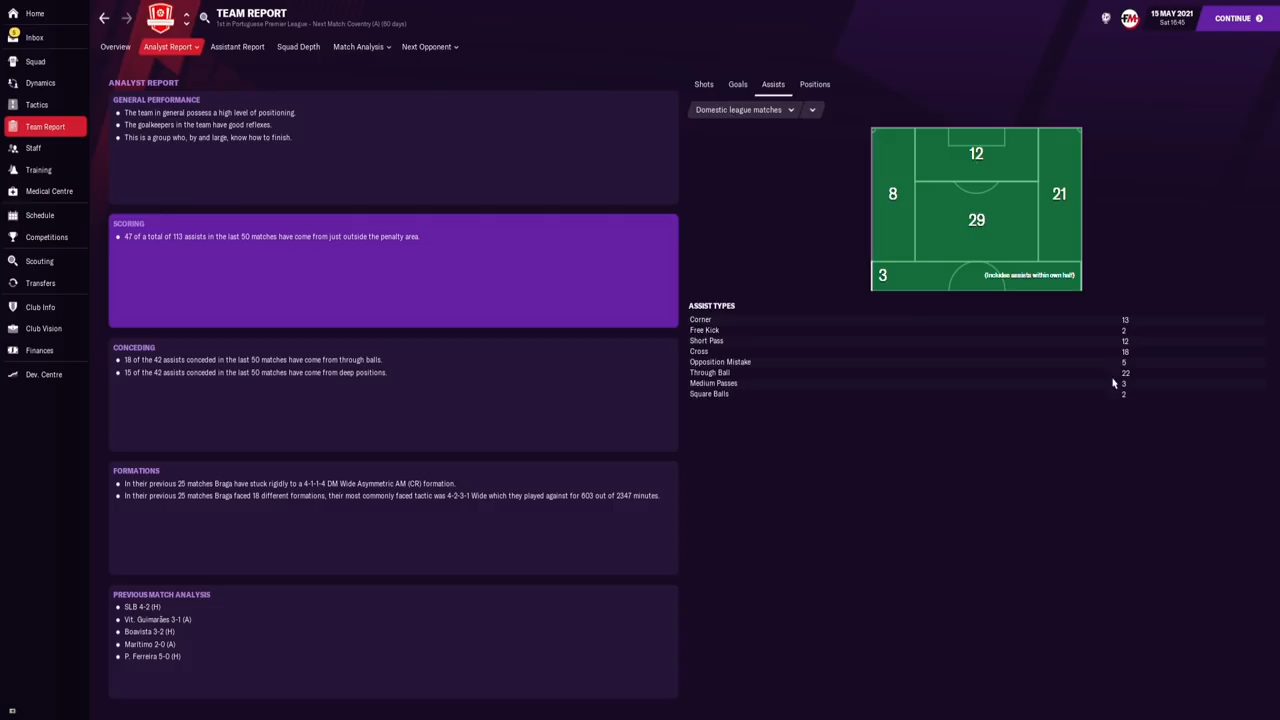 Home
Inbox
Squad
Dynamics
Tactics
Team Report
Staff
Training
Medical Centre
Schedule
Competitions
Scouting
Transfers
Club Info
Club Vision
Finances
Dev. Centre
TEAM REPORT
1st in Portuguese Premier League - Next Match: Coventry (A) (60 days)
FM
15 MAY 2021
Sat 16:45
CONTINUE
Overview
Analyst Report
Assistant Report
Squad Depth
Match Analysis
Next Opponent
ANALYST REPORT
GENERAL PERFORMANCE
The team in general possess a high level of positioning.
The goalkeepers in the team have good reflexes.
This is a group who, by and large, know how to finish.
SCORING
47 of a total of 113 assists in the last 50 matches have come from just outside the penalty area.
CONCEDING
18 of the 42 assists conceded in the last 50 matches have come from through balls.
15 of the 42 assists conceded in the last 50 matches have come from deep positions.
FORMATIONS
In their previous 25 matches Braga have stuck rigidly to a 4-1-1-4 DM Wide Asymmetric AM (CR) formation.
In their previous 25 matches Braga faced 18 different formations, their most commonly faced tactic was 4-2-3-1 Wide which they played against for 603 out of 2347 minutes.
PREVIOUS MATCH ANALYSIS
SLB 4-2 (H)
Vit. Guimarães 3-1 (A)
Boavista 3-2 (H)
Marítimo 2-0 (A)
P. Ferreira 5-0 (H)
Shots
Goals
Assists
Positions
Domestic league matches
12
8
21
29
3
(Includes assists within own half)
ASSIST TYPES
Corner 13
Free Kick 2
Short Pass 12
Cross 18
Opposition Mistake 5
Through Ball 22
Medium Passes 3
Square Balls 2